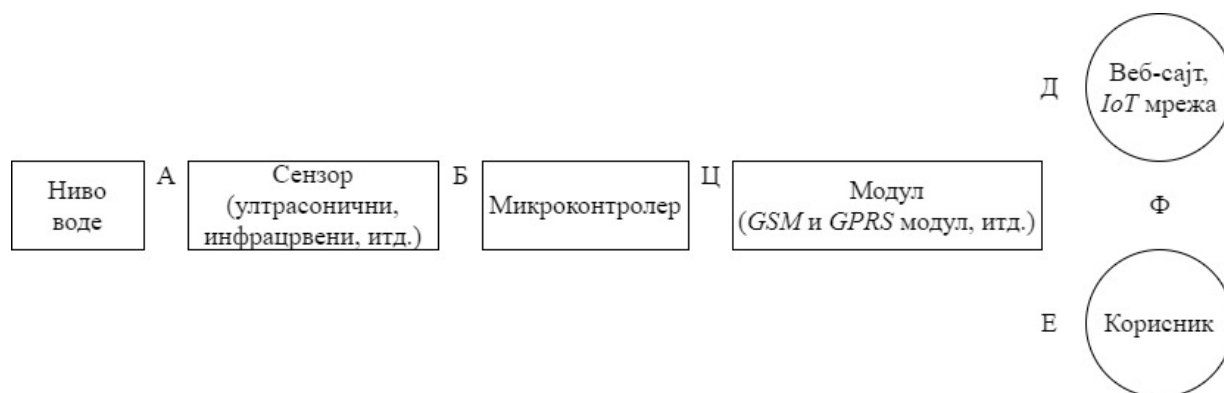 Д
Веб-сајт,
IoT мрежа
Ниво
воде
А
Сензор
(ултрасонични,
инфрацрвени, итд.)
Б
Микроконтролер
Ц
Модул
(GSM и GPRS модул, итд.)
Ф
Е
Корисник